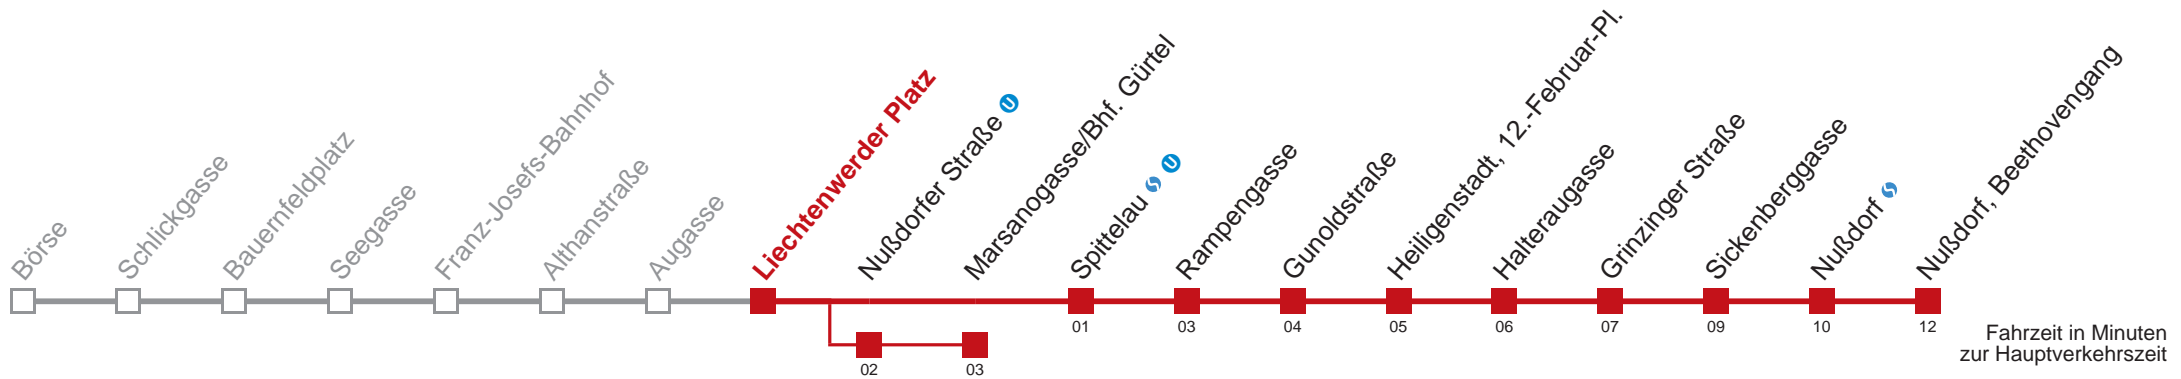 Börse
Schlickgasse
Bauernfeldplatz
Seegasse
Franz-Josefs-Bahnhof
Althanstraße
Augasse
Liechtenwerder Platz
Nußdorfer Straße U
Marsanogasse/Bhf. Gürtel
Spittelau S U
Rampengasse
Gunoldstraße
Heiligenstadt, 12.-Februar-Pl.
Halteraugasse
Grinzinger Straße
Sickenberggasse
Nußdorf S
Nußdorf, Beethovengang
01 03 04 05 06 07 09 10 12
02 03
Fahrzeit in Minuten
zur Hauptverkehrszeit